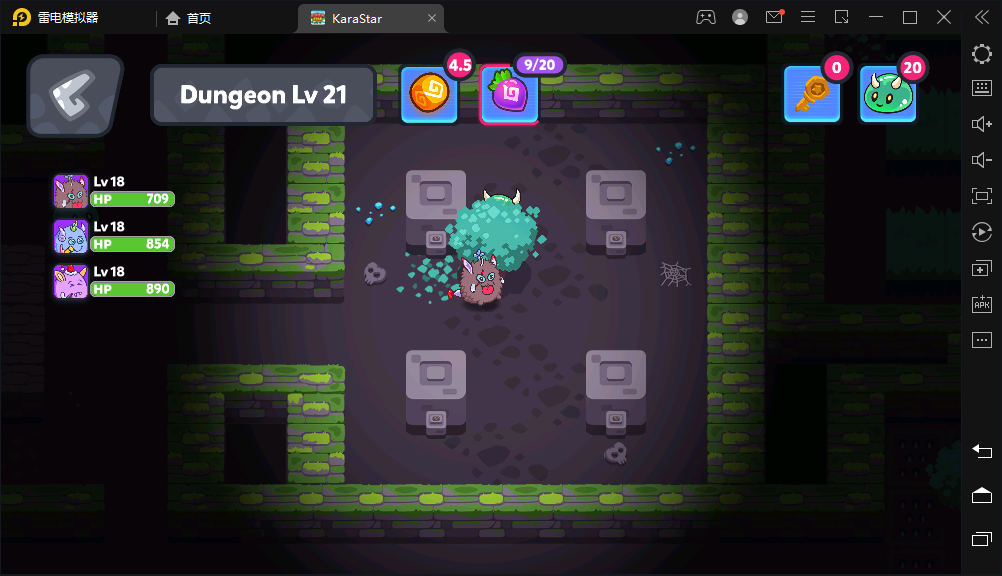 雷电模拟器
首页
KaraStar
Dungeon Lv 21
4.5
9/20
0
20
Lv 18
HP 709
Lv 18
HP 854
Lv 18
HP 890
APK